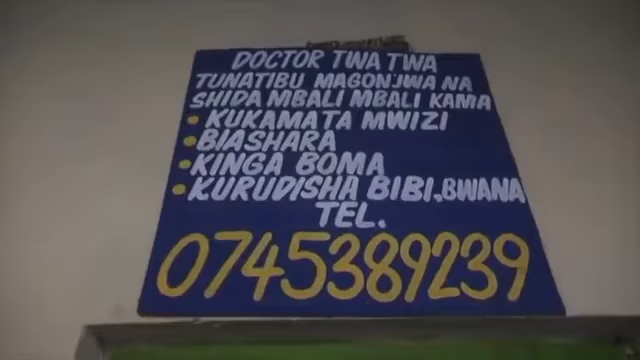 DOCTOR TWA TWA
TUNATIBU MAGONJWA NA
SHIDA MBALI MBALI KAMA
• KUKAMATA MWIZI
• BIASHARA
• KINGA BOMA
• KURUDISHA BIBI, BWANA
TEL.
0745389239